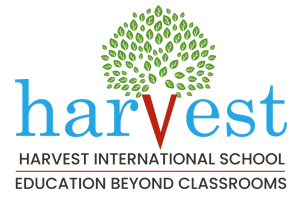 harvest
HARVEST INTERNATIONAL SCHOOL
EDUCATION BEYOND CLASSROOMS